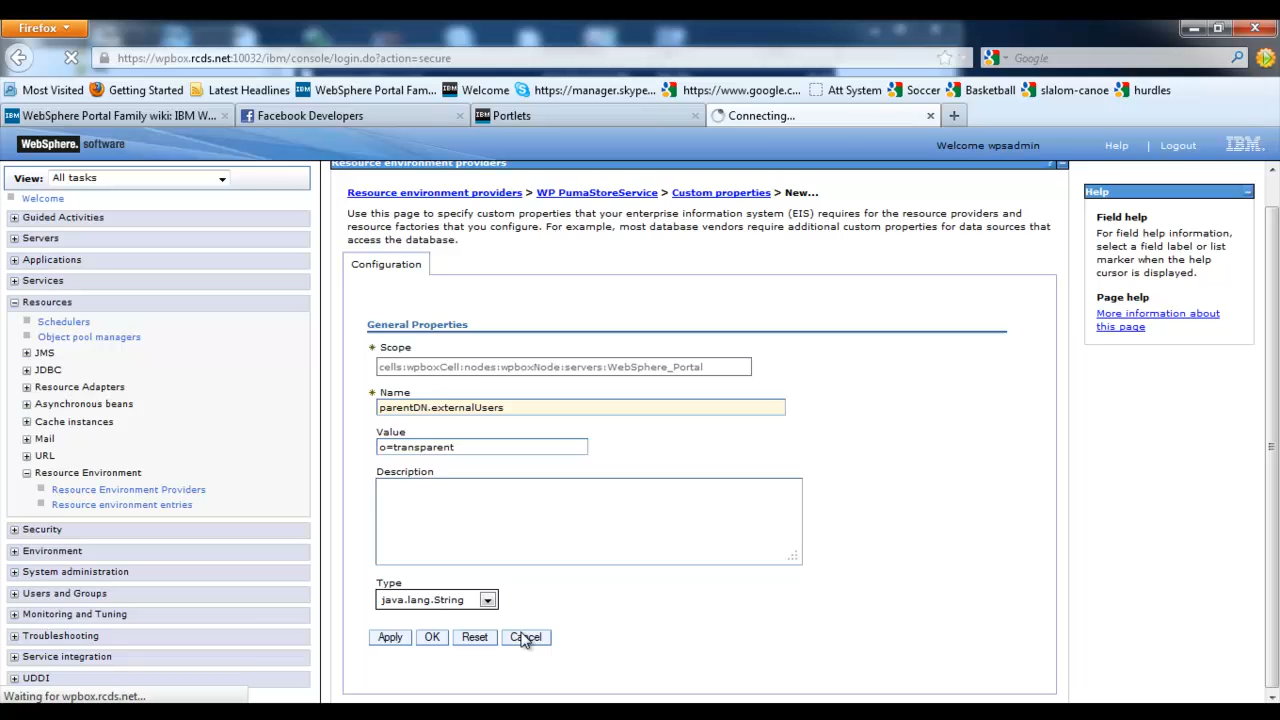 Firefox
https://wpbox.rcds.net:10032/ibm/console/login.do?action=secure
Google
Most Visited Getting Started Latest Headlines WebSphere Portal Fam... Welcome https://manager.skype... https://www.google.c... Att System Soccer Basketball slalom-canoe hurdles
WebSphere Portal Family wiki: IBM W... Facebook Developers Portlets Connecting...
WebSphere. software Welcome wpsadmin Help Logout IBM.
View: All tasks
Welcome
Guided Activities
Servers
Applications
Services
Resources
Schedulers
Object pool managers
JMS
JDBC
Resource Adapters
Asynchronous beans
Cache instances
Mail
URL
Resource Environment
Resource Environment Providers
Resource environment entries
Security
Environment
System administration
Users and Groups
Monitoring and Tuning
Troubleshooting
Service integration
UDDI
Waiting for wpbox.rcds.net...
Resource environment providers ? 
Resource environment providers > WP PumaStoreService > Custom properties > New...
Use this page to specify custom properties that your enterprise information system (EIS) requires for the resource providers and
resource factories that you configure. For example, most database vendors require additional custom properties for data sources that
access the database.
Configuration
General Properties
* Scope
cells:wpboxCell:nodes:wpboxNode:servers:WebSphere_Portal
* Name
parentDN.externalUsers
Value
o=transparent
Description
Type
java.lang.String
Apply OK Reset Cancel
Help
Field help
For field help information,
select a field label or list
marker when the help
cursor is displayed.
Page help
More information about
this page